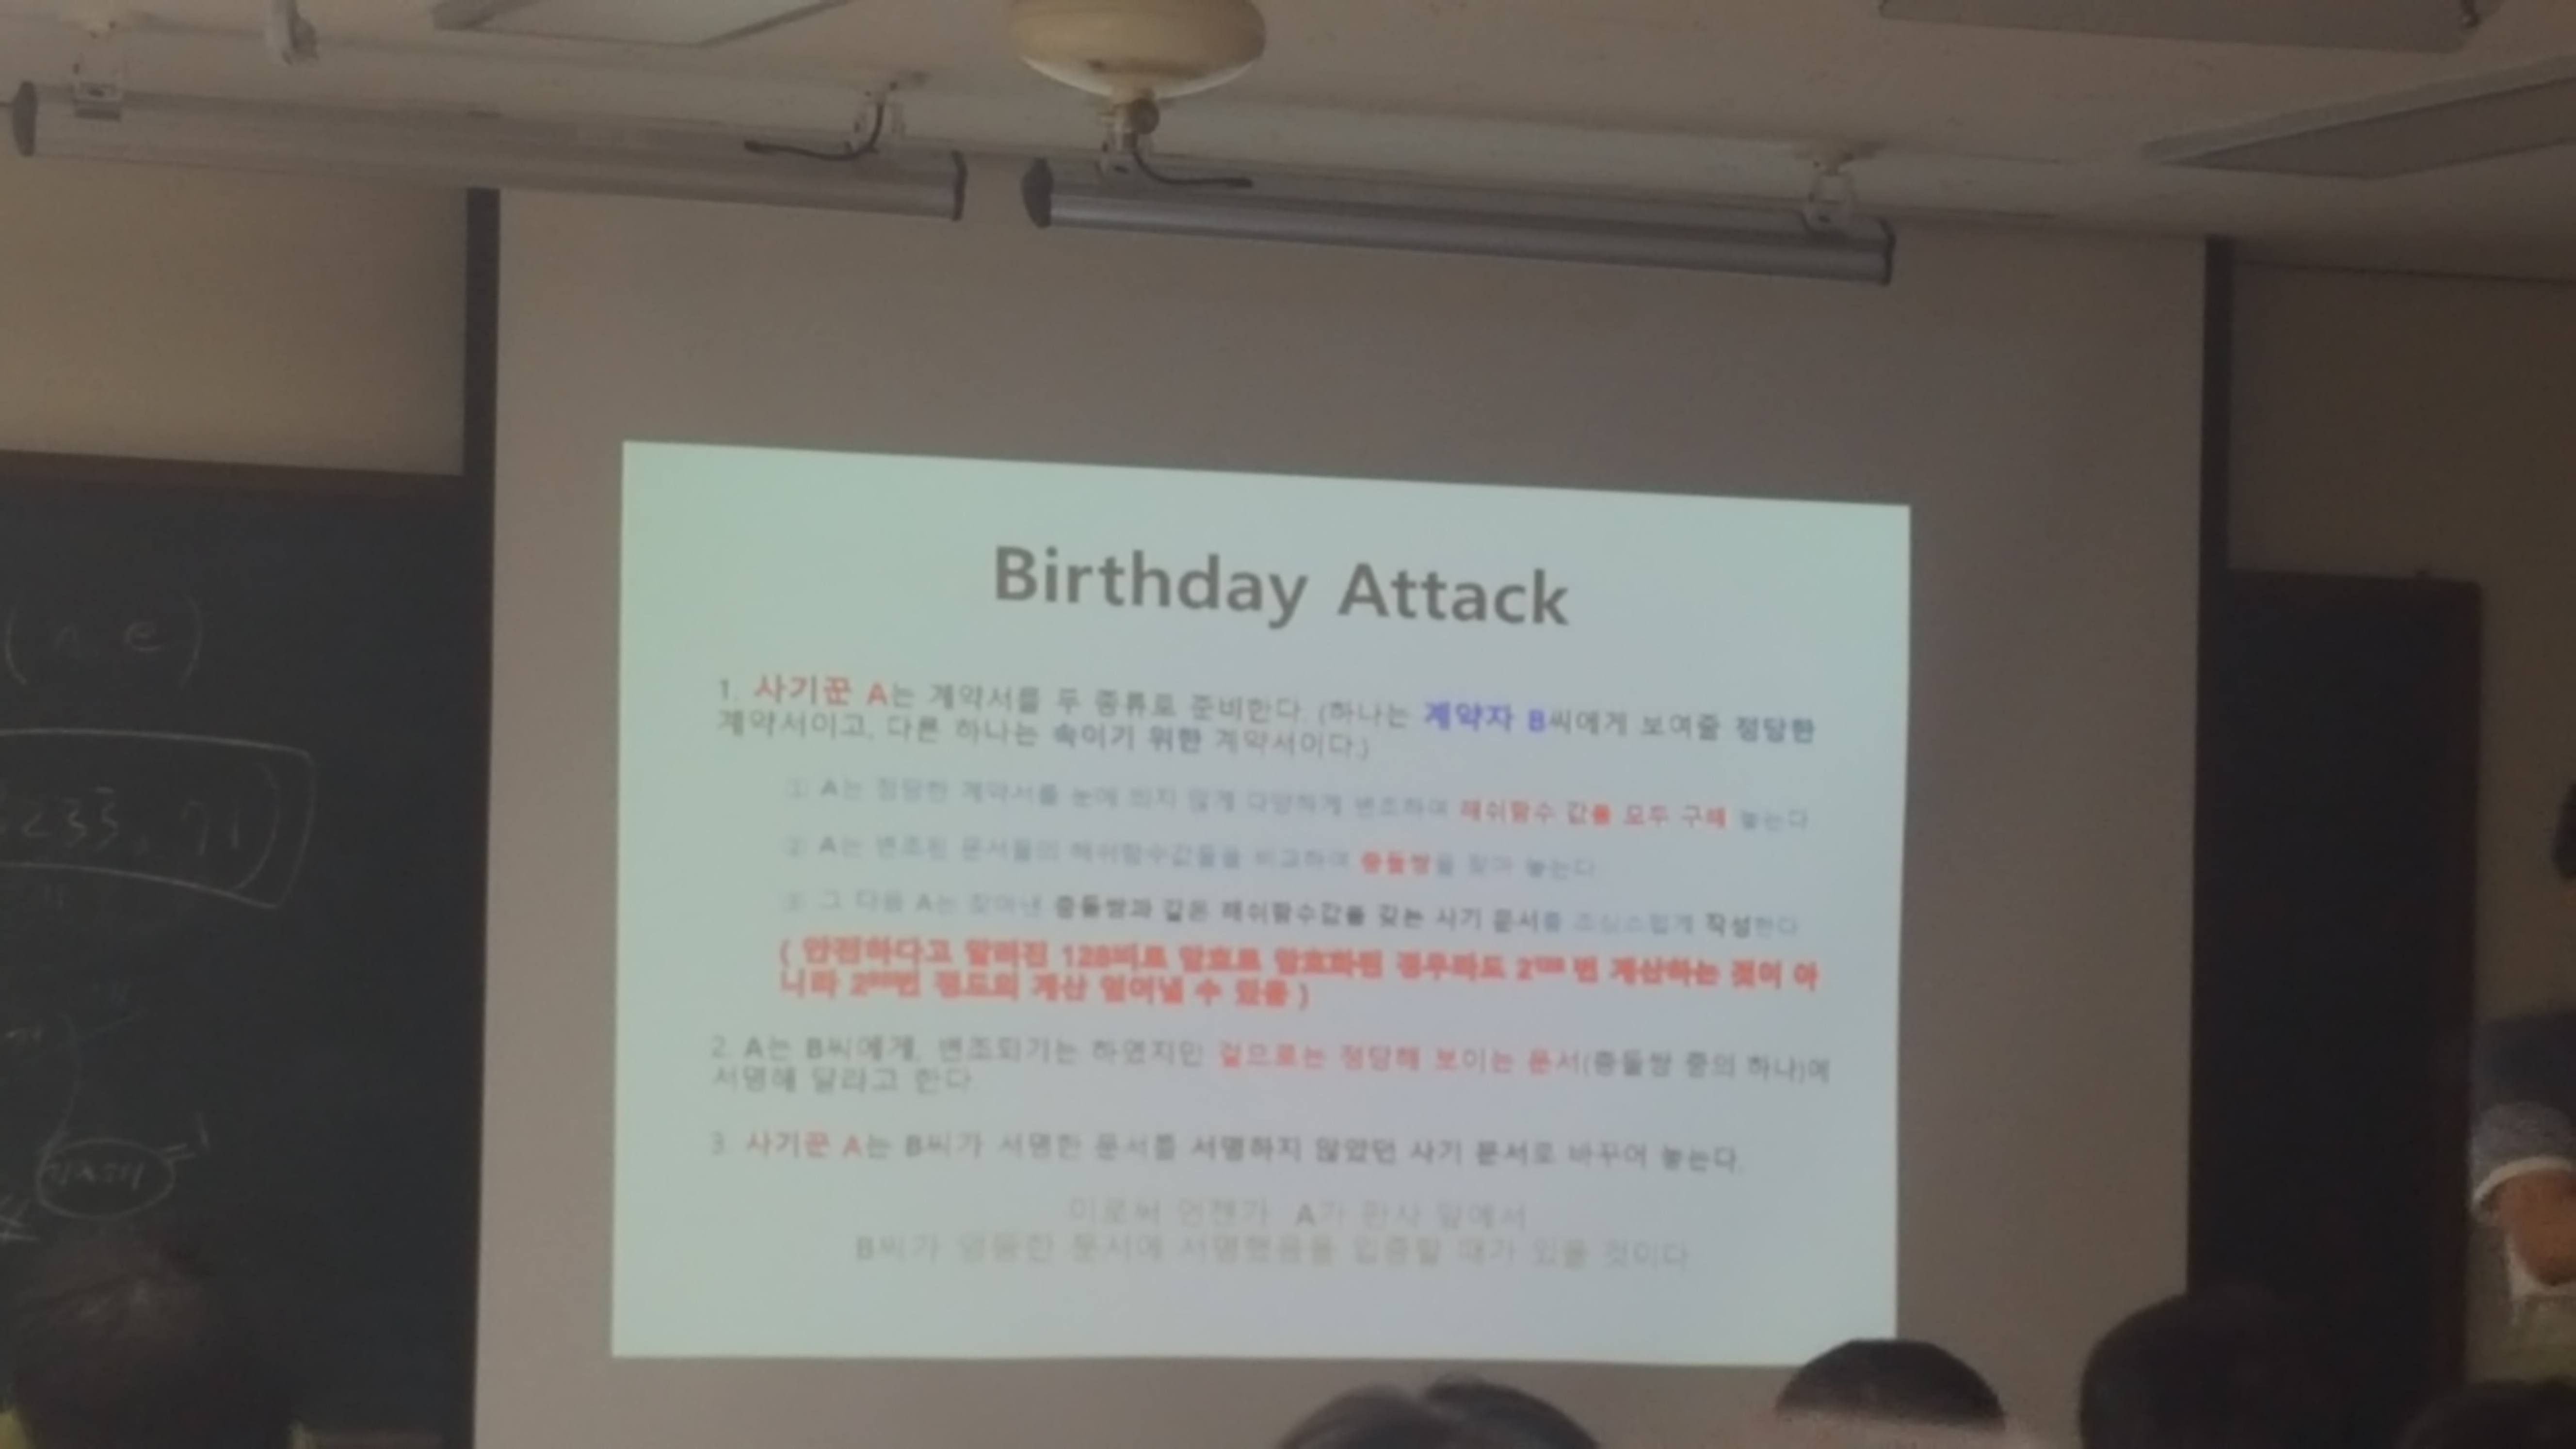 Birthday Attack
1. 사기꾼 A는 계약서를 두 종류로 준비한다. (하나는 계약자 B씨에게 보여줄 정당한
계약서이고, 다른 하나는 속이기 위한 계약서이다.)
① A는 정당한 계약서를 눈에 띄지 않게 다양하게 변조하여 해쉬함수 값을 모두 구해 놓는다.
② A는 변조된 문서들의 해쉬함수값들을 비교하여 충돌쌍을 찾아 놓는다.
③ 그 다음 A는 찾아낸 충돌쌍과 같은 해쉬함수값을 갖는 사기 문서를 조심스럽게 작성한다
( 안전하다고 알려진 128비트 암호로 암호화된 경우라도 번 계산하는 것이 아
니라 정도의 계산 수 있음 )
2. A는 B씨에게, 변조되기는 하였지만 겉으로는 정당해 보이는 문서(충돌쌍 중의 하나)에
서명해 달라고 한다.
3. 사기꾼 A는 B씨가 서명한 문서를 서명하지 않았던 사기 문서로 바꾸어 놓는다.
이로써 언젠가 A가 판사 앞에서
B씨가 엉뚱한 문서에 서명했음을 입증할 때가 있을 것이다
(n, e)
3233, 71